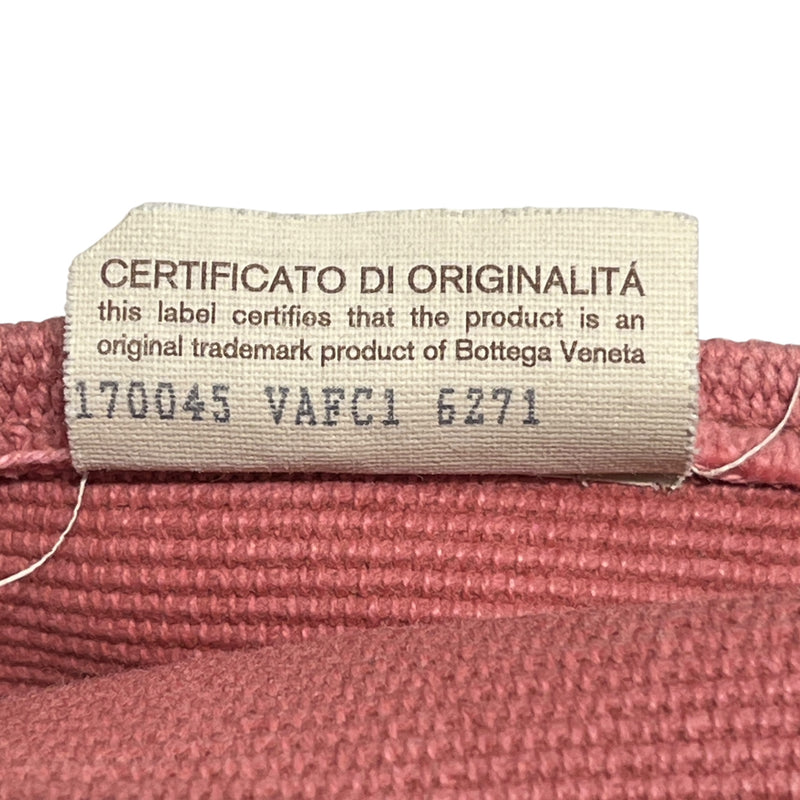 CERTIFICATO DI ORIGINALITÁ
this label certifies that the product is an
original trademark product of Bottega Veneta
170045 VAFC1 6271